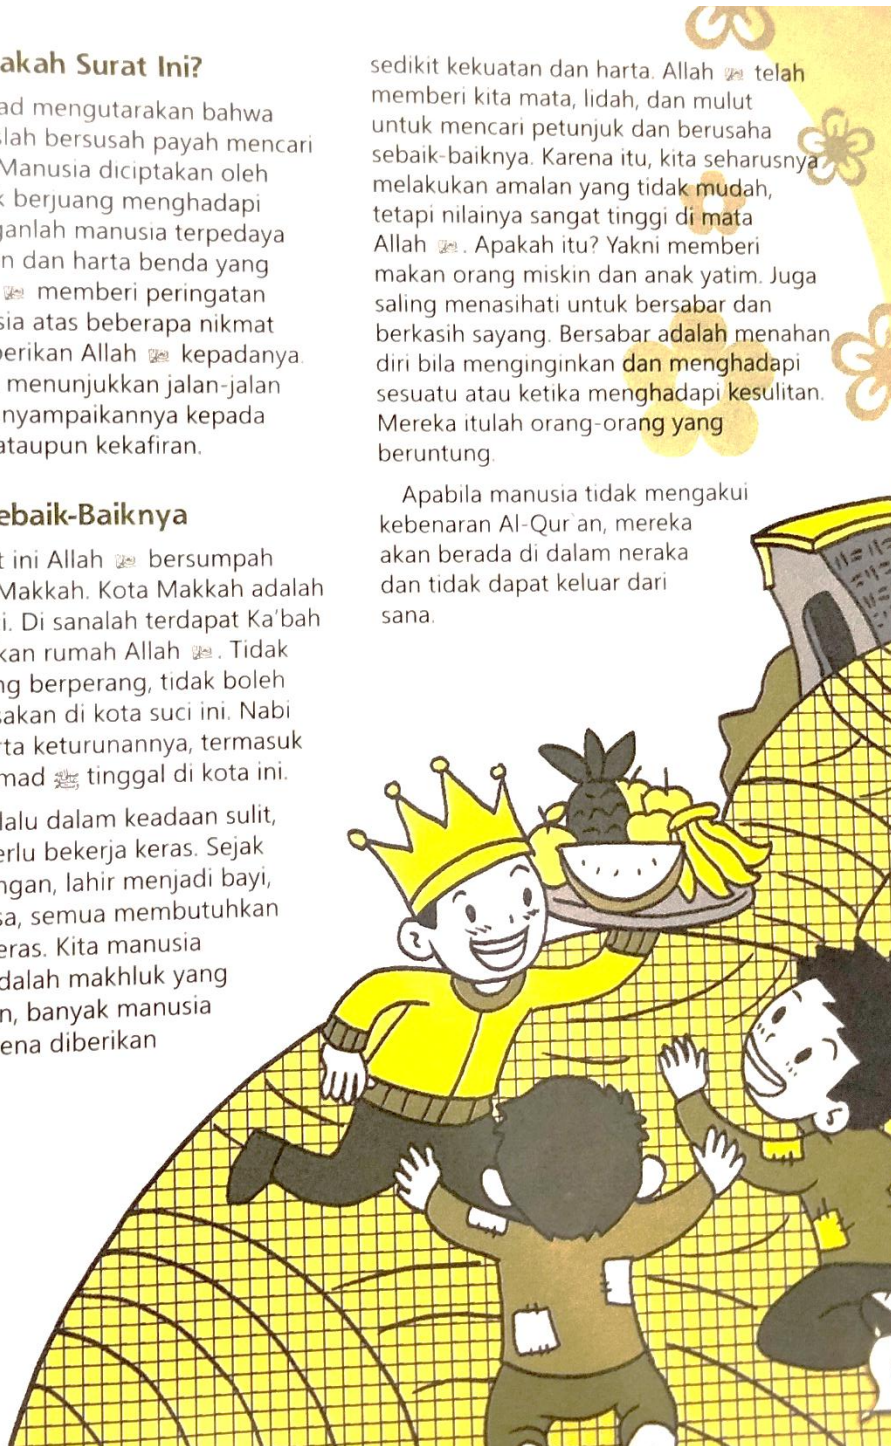 akah Surat Ini?
ad mengutarakan bahwa
lah bersusah payah mencari
Manusia diciptakan oleh
k berjuang menghadapi
ganlah manusia terpedaya
n dan harta benda yang
memberi peringatan
sia atas beberapa nikmat
berikan Allah kepadanya.
menunjukkan jalan-jalan
nyampaikannya kepada
ataupun kekafiran.
ebaik-Baiknya
t ini Allah bersumpah
Makkah. Kota Makkah adalah
i. Di sanalah terdapat Ka'bah
kan rumah Allah . Tidak
ng berperang, tidak boleh
sakan di kota suci ini. Nabi
rta keturunannya, termasuk
mad ﷺ tinggal di kota ini.
lalu dalam keadaan sulit,
erlu bekerja keras. Sejak
ngan, lahir menjadi bayi,
sa, semua membutuhkan
eras. Kita manusia
dalah makhluk yang
n, banyak manusia
ena diberikan
sedikit kekuatan dan harta. Allah telah
memberi kita mata, lidah, dan mulut
untuk mencari petunjuk dan berusaha
sebaik-baiknya. Karena itu, kita seharusnya
melakukan amalan yang tidak mudah,
tetapi nilainya sangat tinggi di mata
Allah . Apakah itu? Yakni memberi
makan orang miskin dan anak yatim. Juga
saling menasihati untuk bersabar dan
berkasih sayang. Bersabar adalah menahan
diri bila menginginkan dan menghadapi
sesuatu atau ketika menghadapi kesulitan.
Mereka itulah orang-orang yang
beruntung.
Apabila manusia tidak mengakui
kebenaran Al-Qur'an, mereka
akan berada di dalam neraka
dan tidak dapat keluar dari
sana.